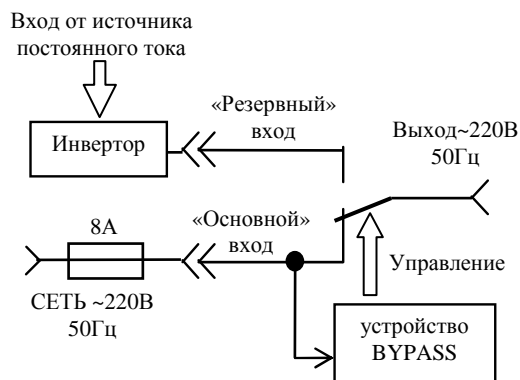 Вход от источника
постоянного тока
Инвертор
«Резервный»
вход
Выход~220В
50Гц
8А
«Основной»
вход
СЕТЬ ~220В
50Гц
Управление
устройство
BYPASS